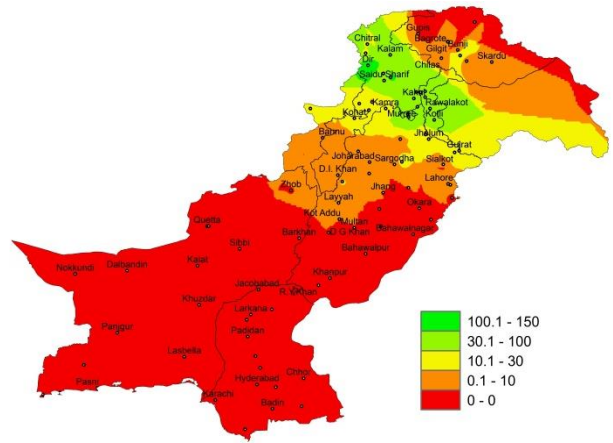 Gupis
Chitral
Bagrote
Kalam
Gilgit
Bunji
Dir
Chilas
Skardu
Saidu Sharif
Kakul
Kamra
Rawalakot
Kohat
Kotli
Jhelum
Bannu
Gujrat
Joharabad
Sialkot
Sargodha
D.I. Khan
Lahore
Zhob
Jhang
Layyah
Okara
Kot Addu
Quetta
Multan
Barkhan
D G Khan
Bahawalnagar
Sibbi
Bahawalpur
Nokkundi
Dalbandin
Kalat
Khanpur
Jacobabad
R.Y.Khan
Khuzdar
Larkana
Panjgur
Padidan
Lasbella
Pasni
Hyderabad
Chhor
Karachi
Badin
100.1 - 150
30.1 - 100
10.1 - 30
0.1 - 10
0 - 0